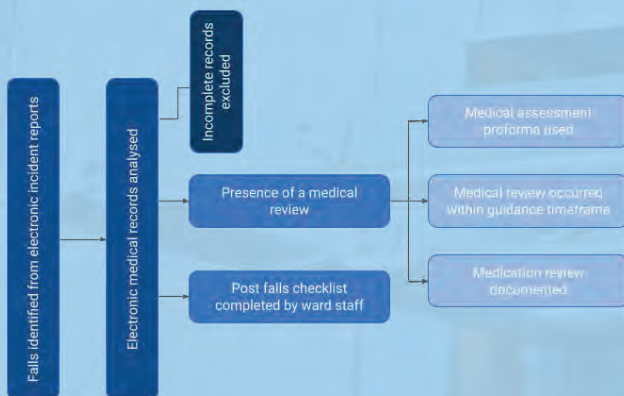 Falls identified from electronic incident reports
Electronic medical records analysed
Incomplete records
excluded
Presence of a medical
review
Post falls checklist
completed by ward staff
Medical assessment
proforma used
Medical review occurred
within guidance timeframe
Medication review
documented